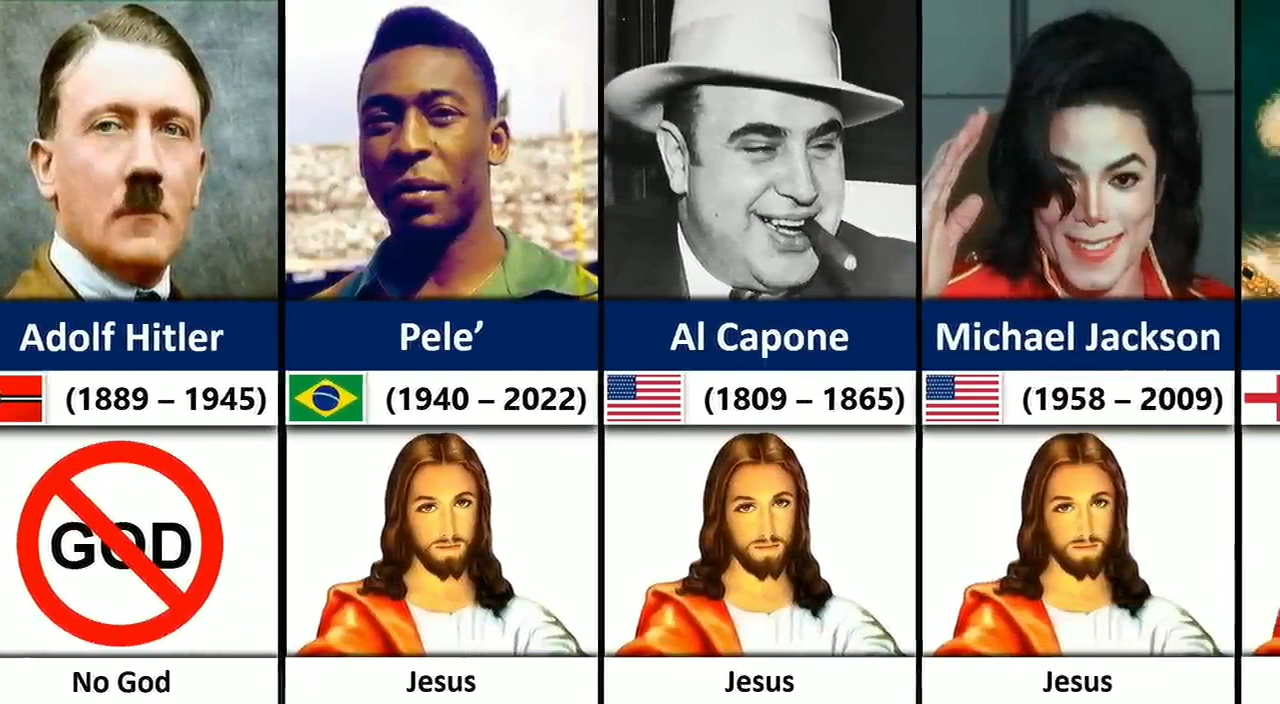 Adolf Hitler
Pele’
Al Capone
Michael Jackson
(1889 – 1945)
(1940 – 2022)
(1809 – 1865)
(1958 – 2009)
GOD
No God
Jesus
Jesus
Jesus